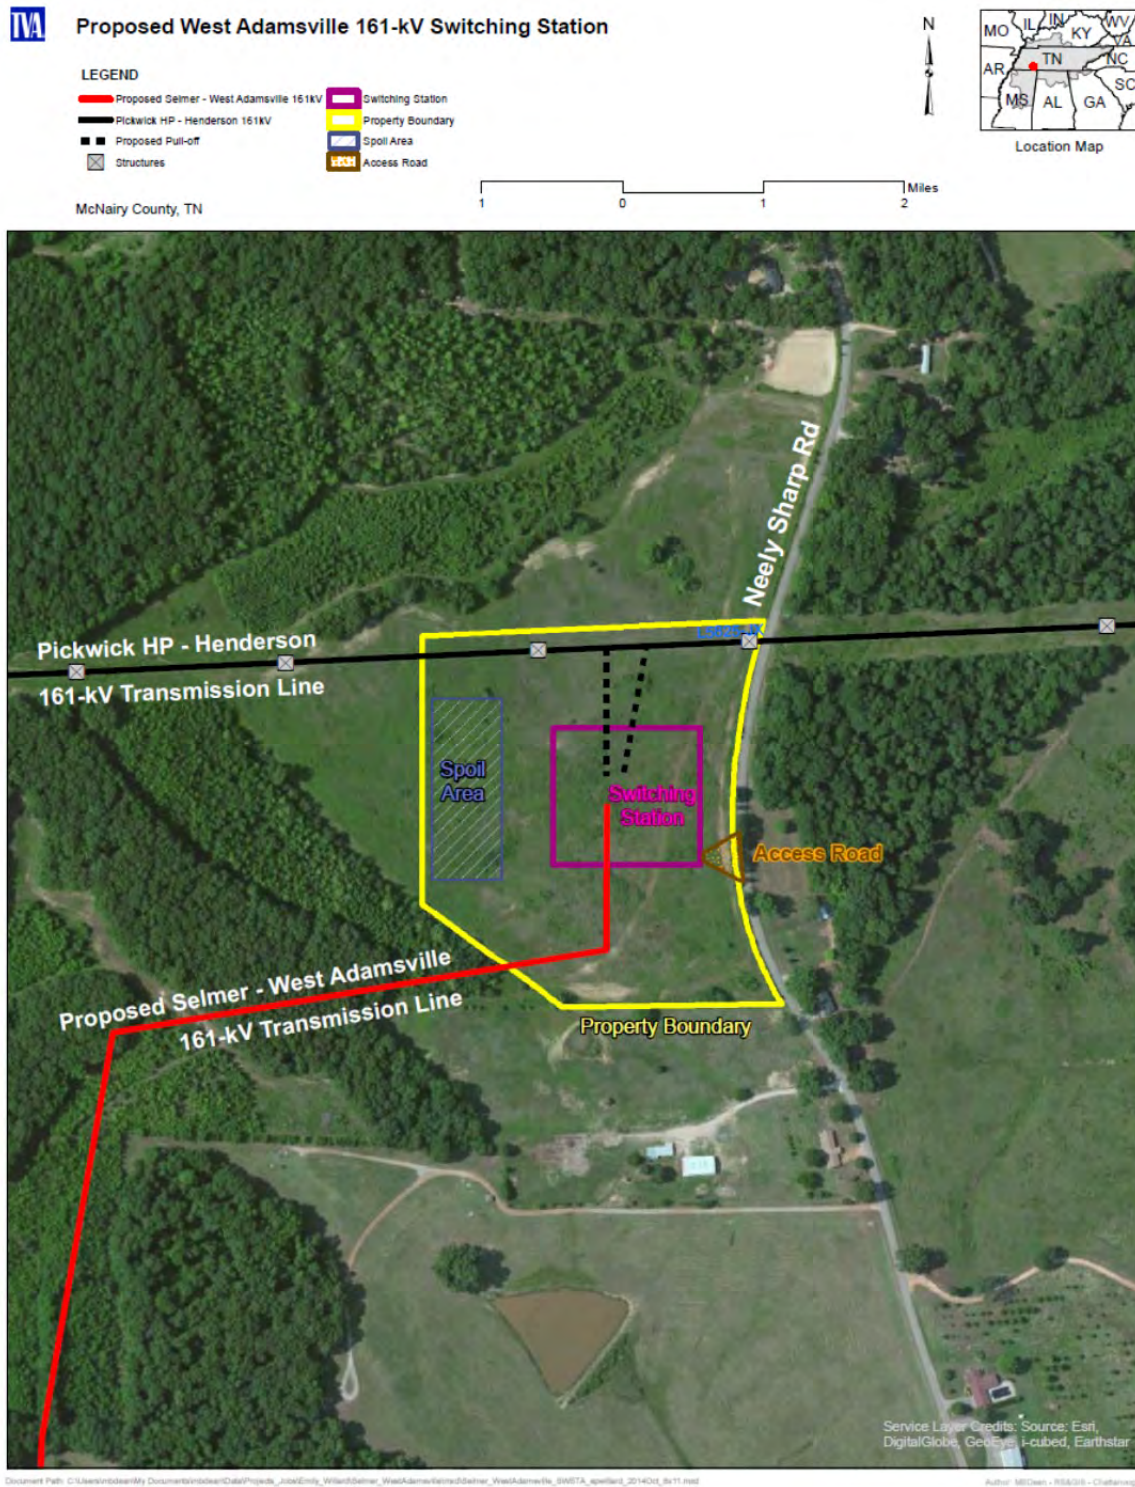 TVA
Proposed West Adamsville 161-kV Switching Station
LEGEND
Proposed Selmer - West Adamsville 161kV
Switching Station
Pickwick HP - Henderson 161kV
Property Boundary
Proposed Pull-off
Spoil Area
Structures
Access Road
McNairy County, TN
N
MO
IL
IN
KY
WV
VA
AR
TN
NC
SC
MS
AL
GA
Location Map
Miles
1 0 1 2
Neely Sharp Rd
Pickwick HP - Henderson
161-kV Transmission Line
Spoil
Area
Switching
Station
Access Road
Proposed Selmer - West Adamsville
161-kV Transmission Line
Property Boundary
Service Layer Credits: Source: Esri,
DigitalGlobe, GeoEye, i-cubed, Earthstar